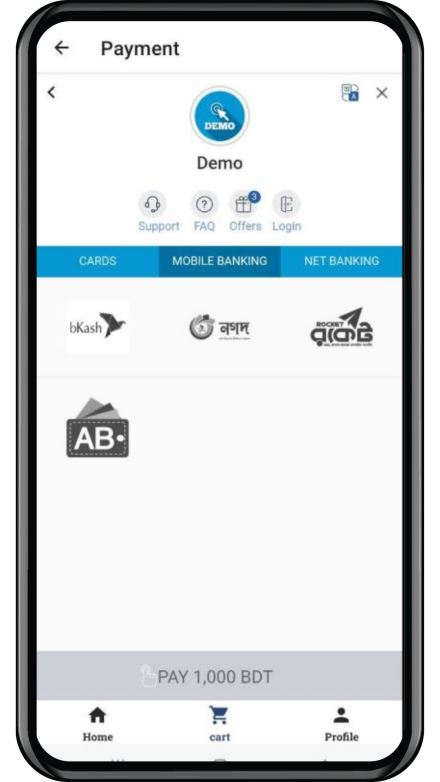 Payment
DEMO
Demo
3
Support FAQ Offers Login
CARDS MOBILE BANKING NET BANKING
bKash নগদ ROCKET রকেট
AB
PAY 1,000 BDT
Home cart Profile